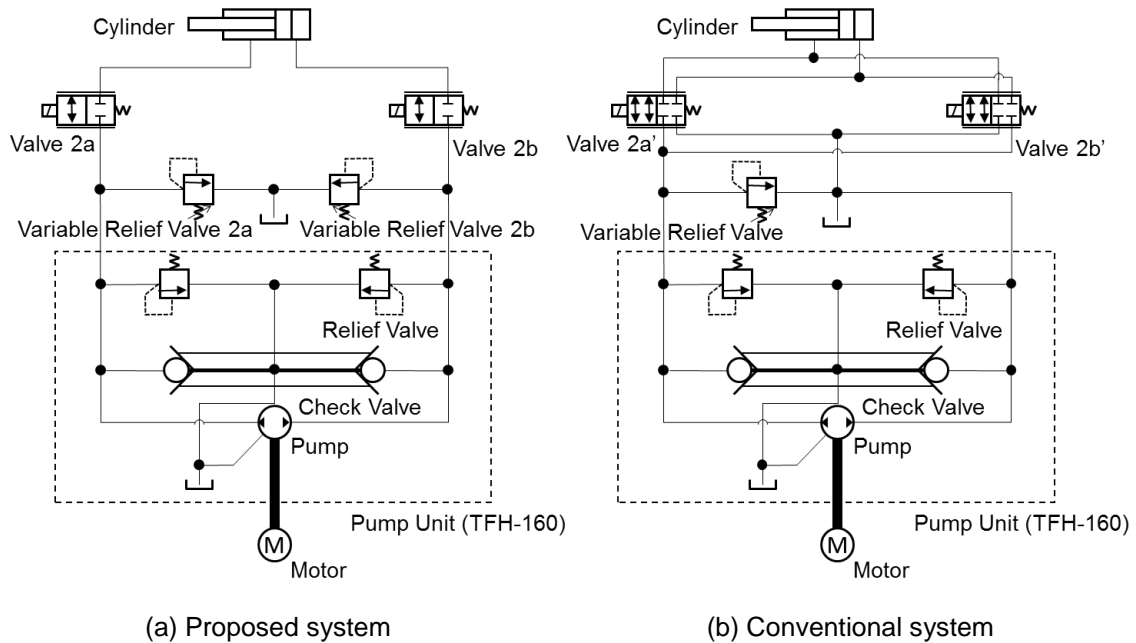 Cylinder
Valve 2a
Valve 2b
Variable Relief Valve 2a
Variable Relief Valve 2b
Relief Valve
Check Valve
Pump
Pump Unit (TFH-160)
M
Motor
(a) Proposed system
Cylinder
Valve 2a’
Valve 2b’
Variable Relief Valve
Relief Valve
Check Valve
Pump
Pump Unit (TFH-160)
M
Motor
(b) Conventional system